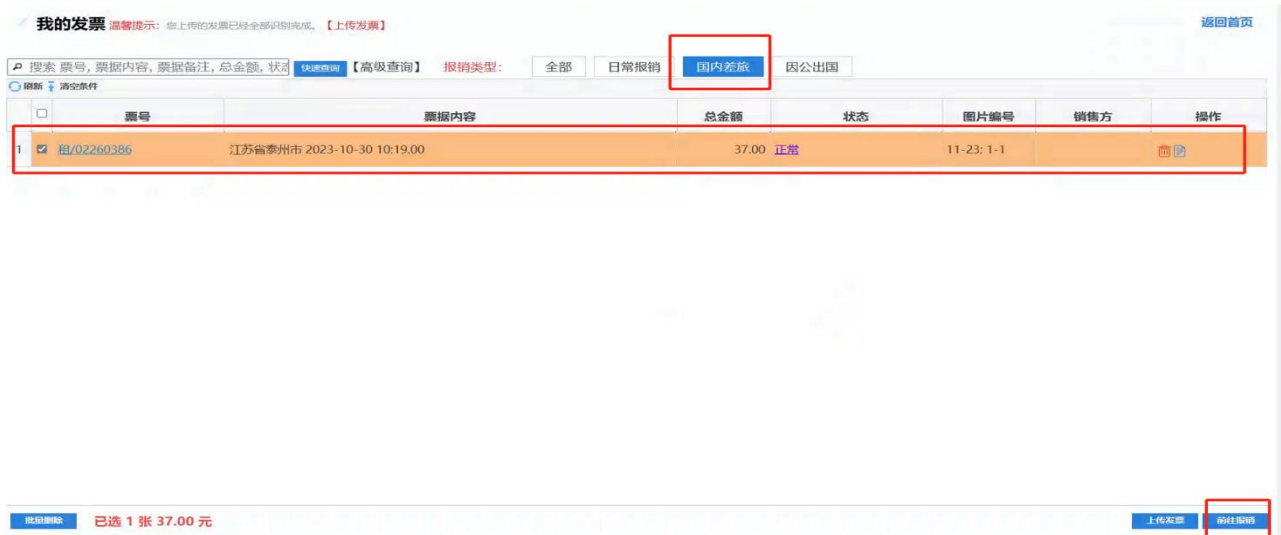 我的发票 温馨提示：您上传的发票已经全部识别完成。【上传发票】 返回首页
搜索 票号, 票据内容, 票据备注, 总金额, 状态 快速查询 【高级查询】 报销类型： 全部 日常报销 国内差旅 因公出国
刷新 清空条件
票号 票据内容 总金额 状态 图片编号 销售方 操作
1 租/02260386 江苏省泰州市 2023-10-30 10:19.00 37.00 正常 11-23: 1-1
批量删除 已选 1 张 37.00 元 上传发票 前往报销